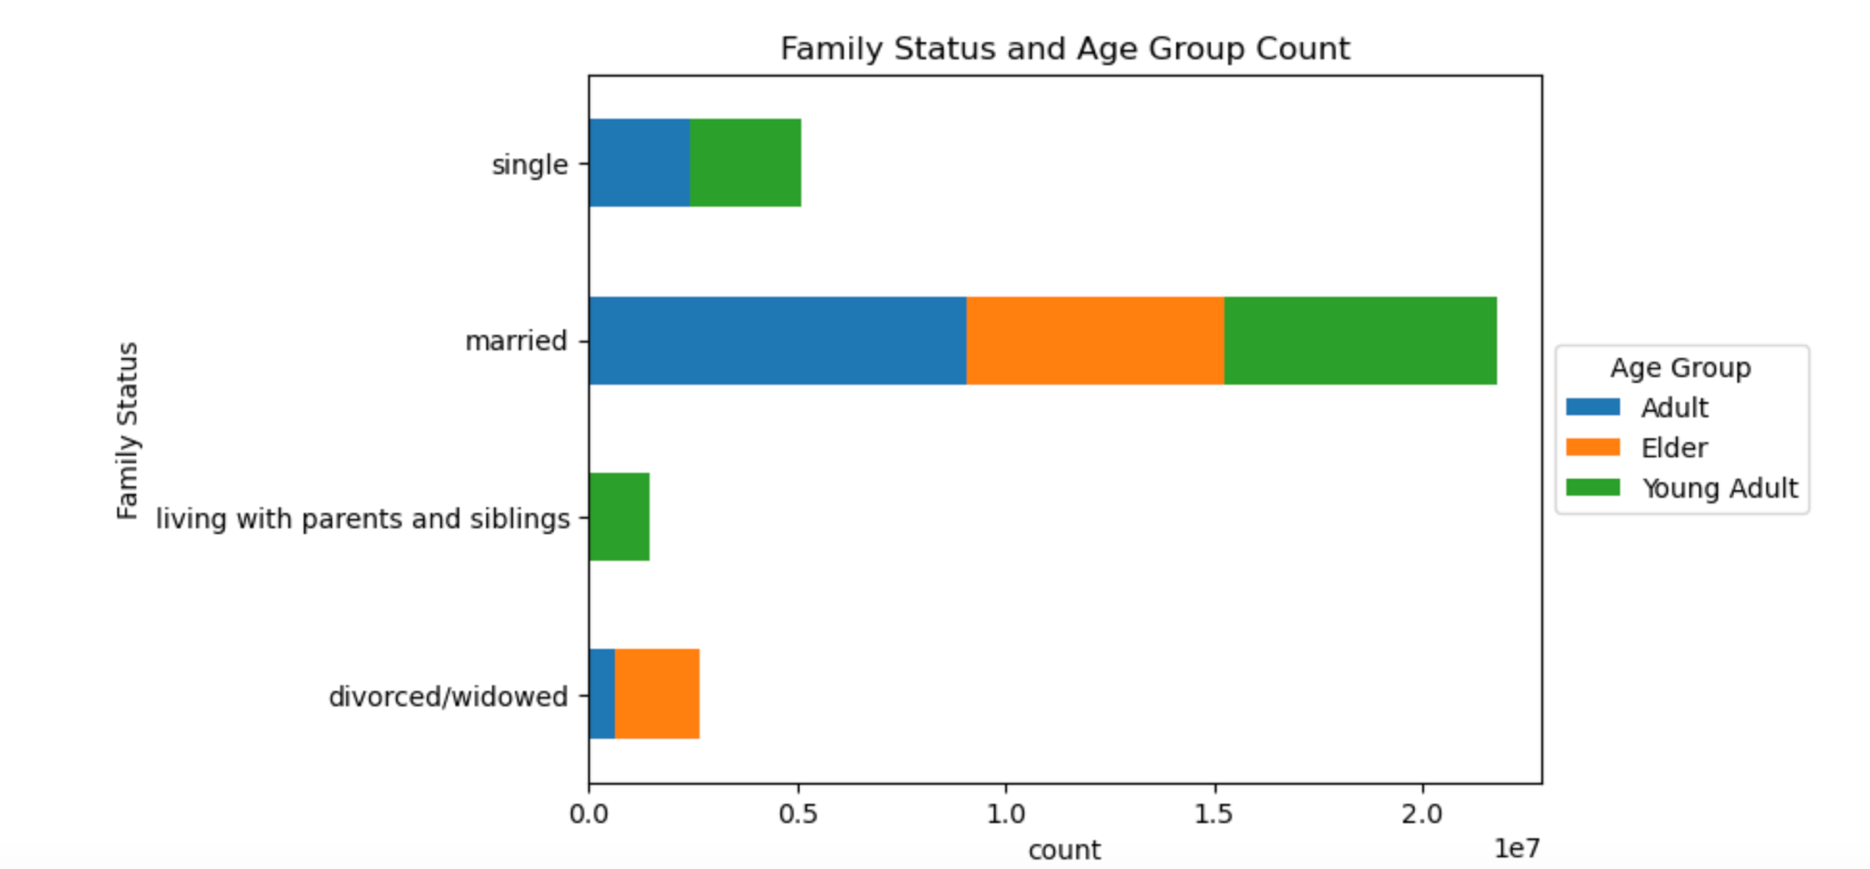 Family Status and Age Group Count
Family Status
single
married
living with parents and siblings
divorced/widowed
0.0 0.5 1.0 1.5 2.0
1e7
count
Age Group
Adult
Elder
Young Adult